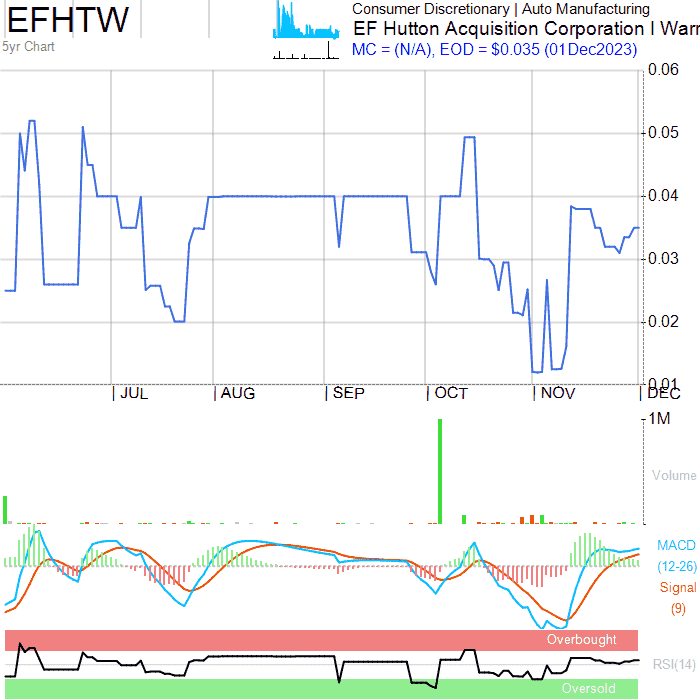 EFHTW
5yr Chart
Consumer Discretionary | Auto Manufacturing
EF Hutton Acquisition Corporation I Warr
MC = (N/A), EOD = $0.035 (01Dec2023)
0.06
0.05
0.04
0.03
0.02
0.01
JUL AUG SEP OCT NOV DEC
1M
Volume
MACD
(12-26)
Signal
(9)
Overbought
RSI(14)
Oversold